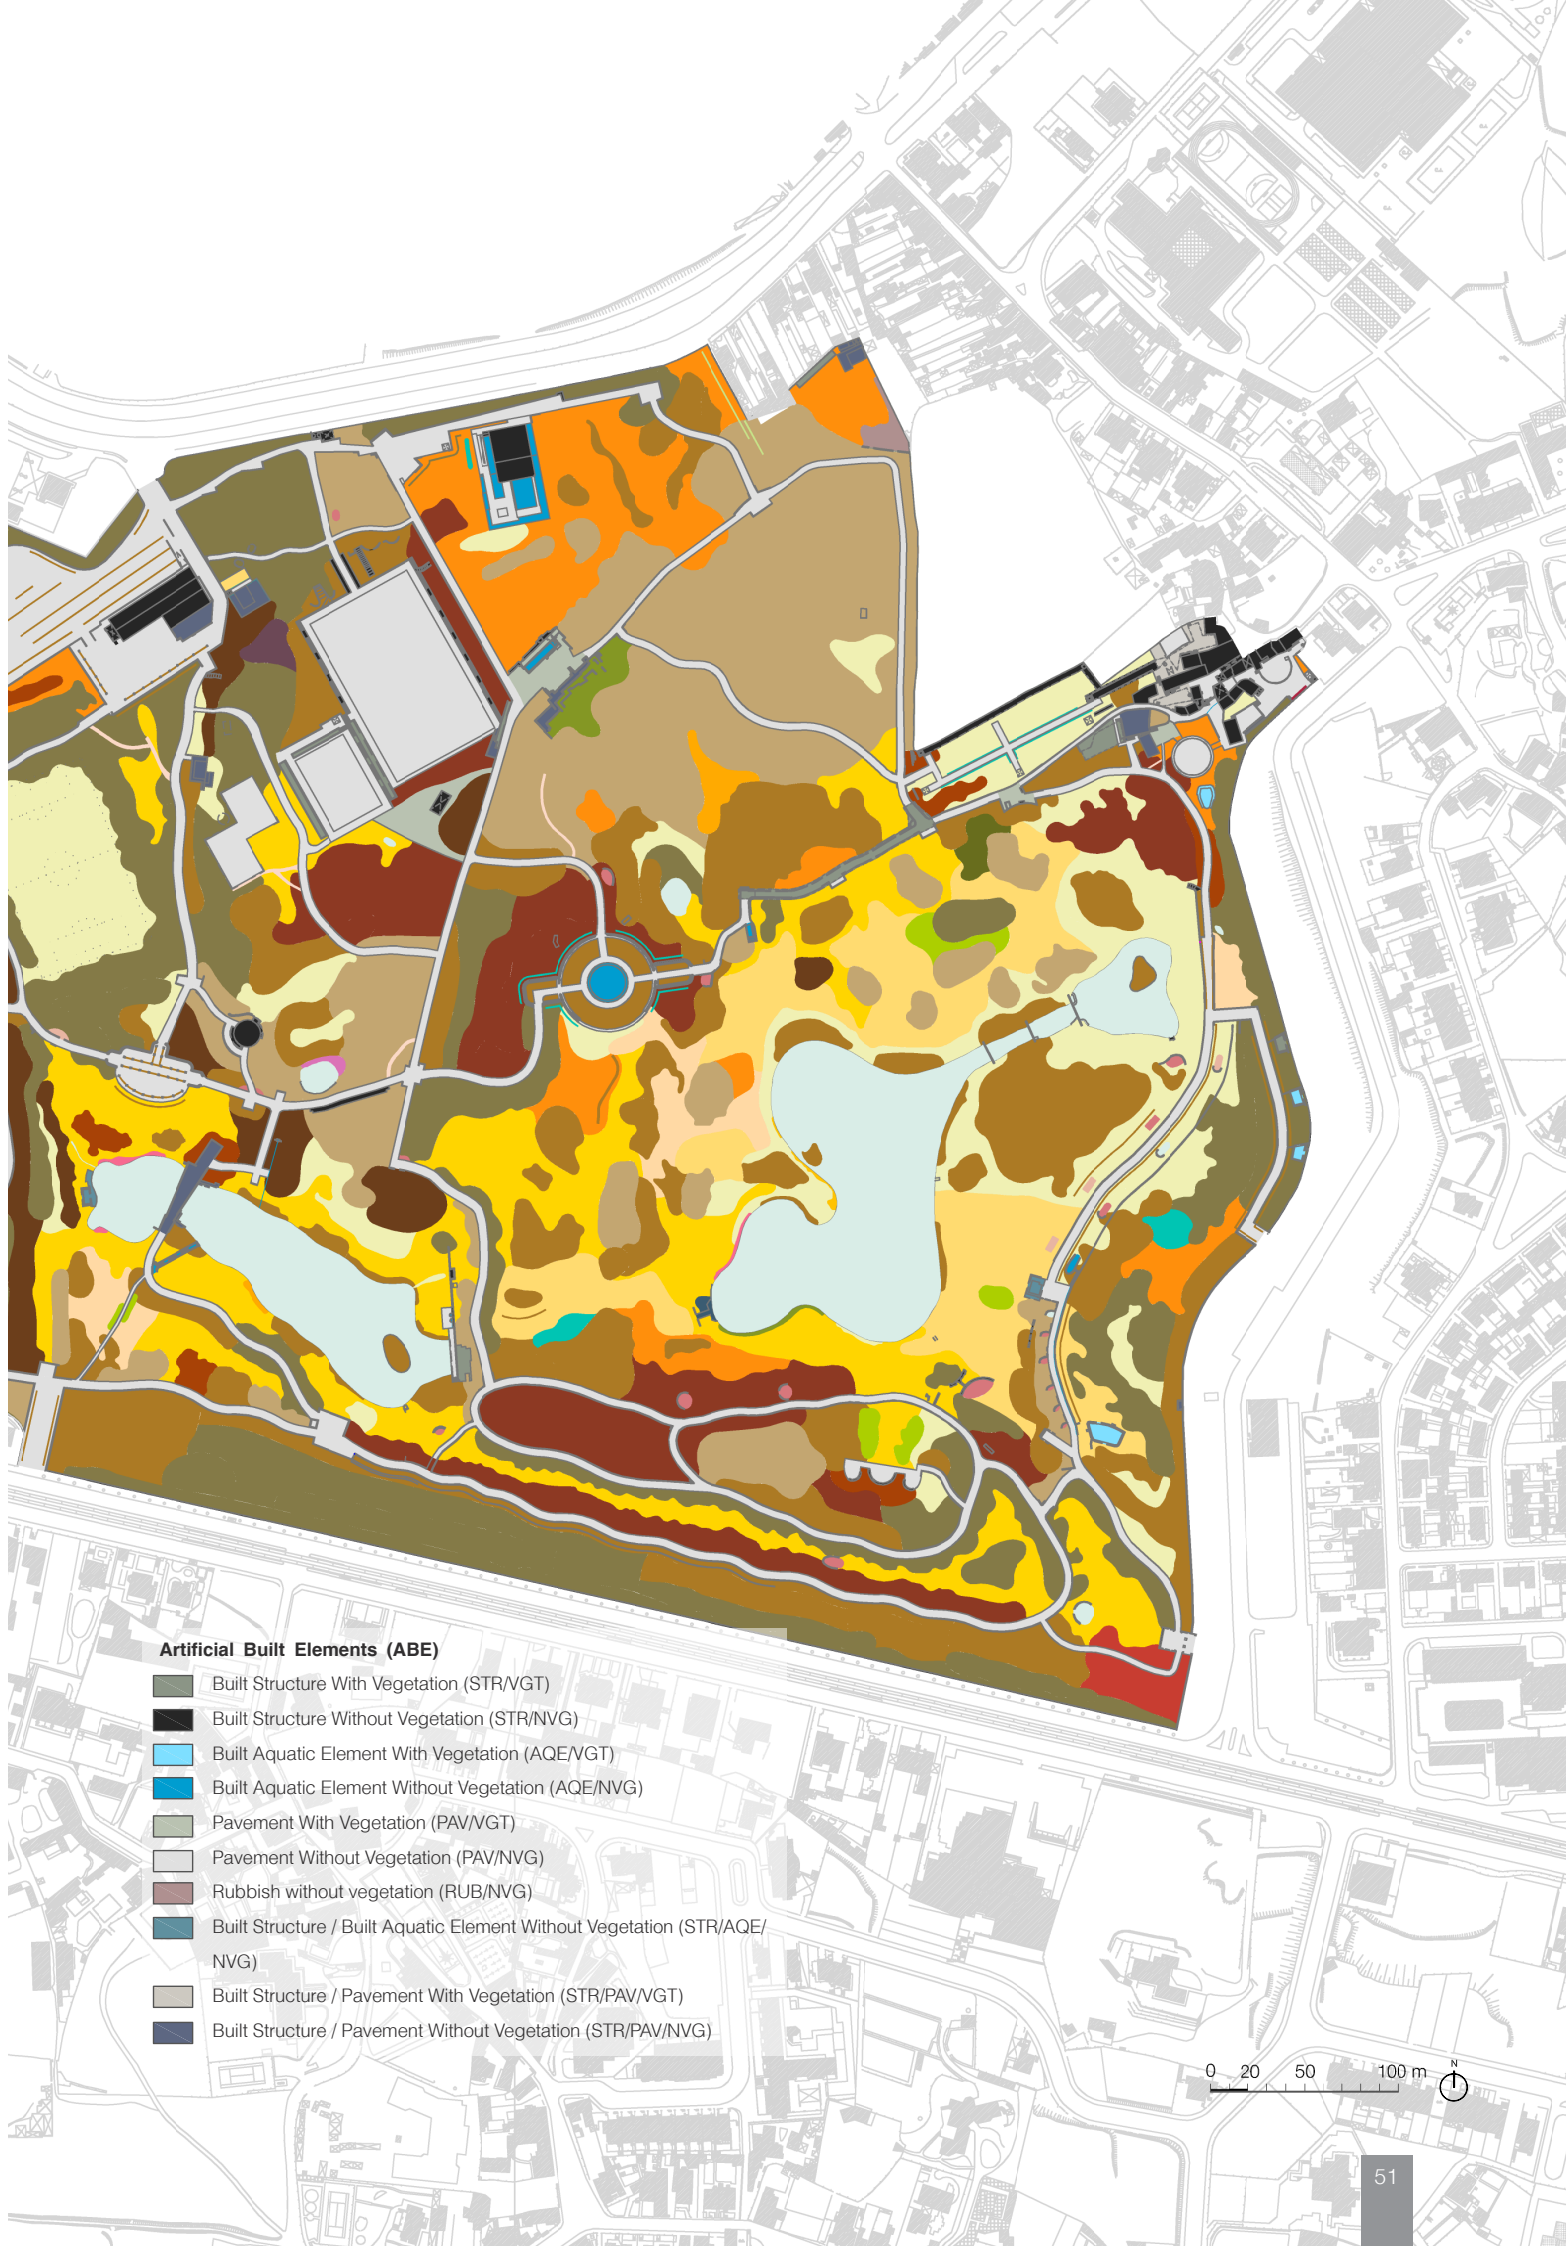 Artificial Built Elements (ABE)
Built Structure With Vegetation (STR/VGT)
Built Structure Without Vegetation (STR/NVG)
Built Aquatic Element With Vegetation (AQE/VGT)
Built Aquatic Element Without Vegetation (AQE/NVG)
Pavement With Vegetation (PAV/VGT)
Pavement Without Vegetation (PAV/NVG)
Rubbish without vegetation (RUB/NVG)
Built Structure / Built Aquatic Element Without Vegetation (STR/AQE/
NVG)
Built Structure / Pavement With Vegetation (STR/PAV/VGT)
Built Structure / Pavement Without Vegetation (STR/PAV/NVG)
0 20 50 100 m
N
51